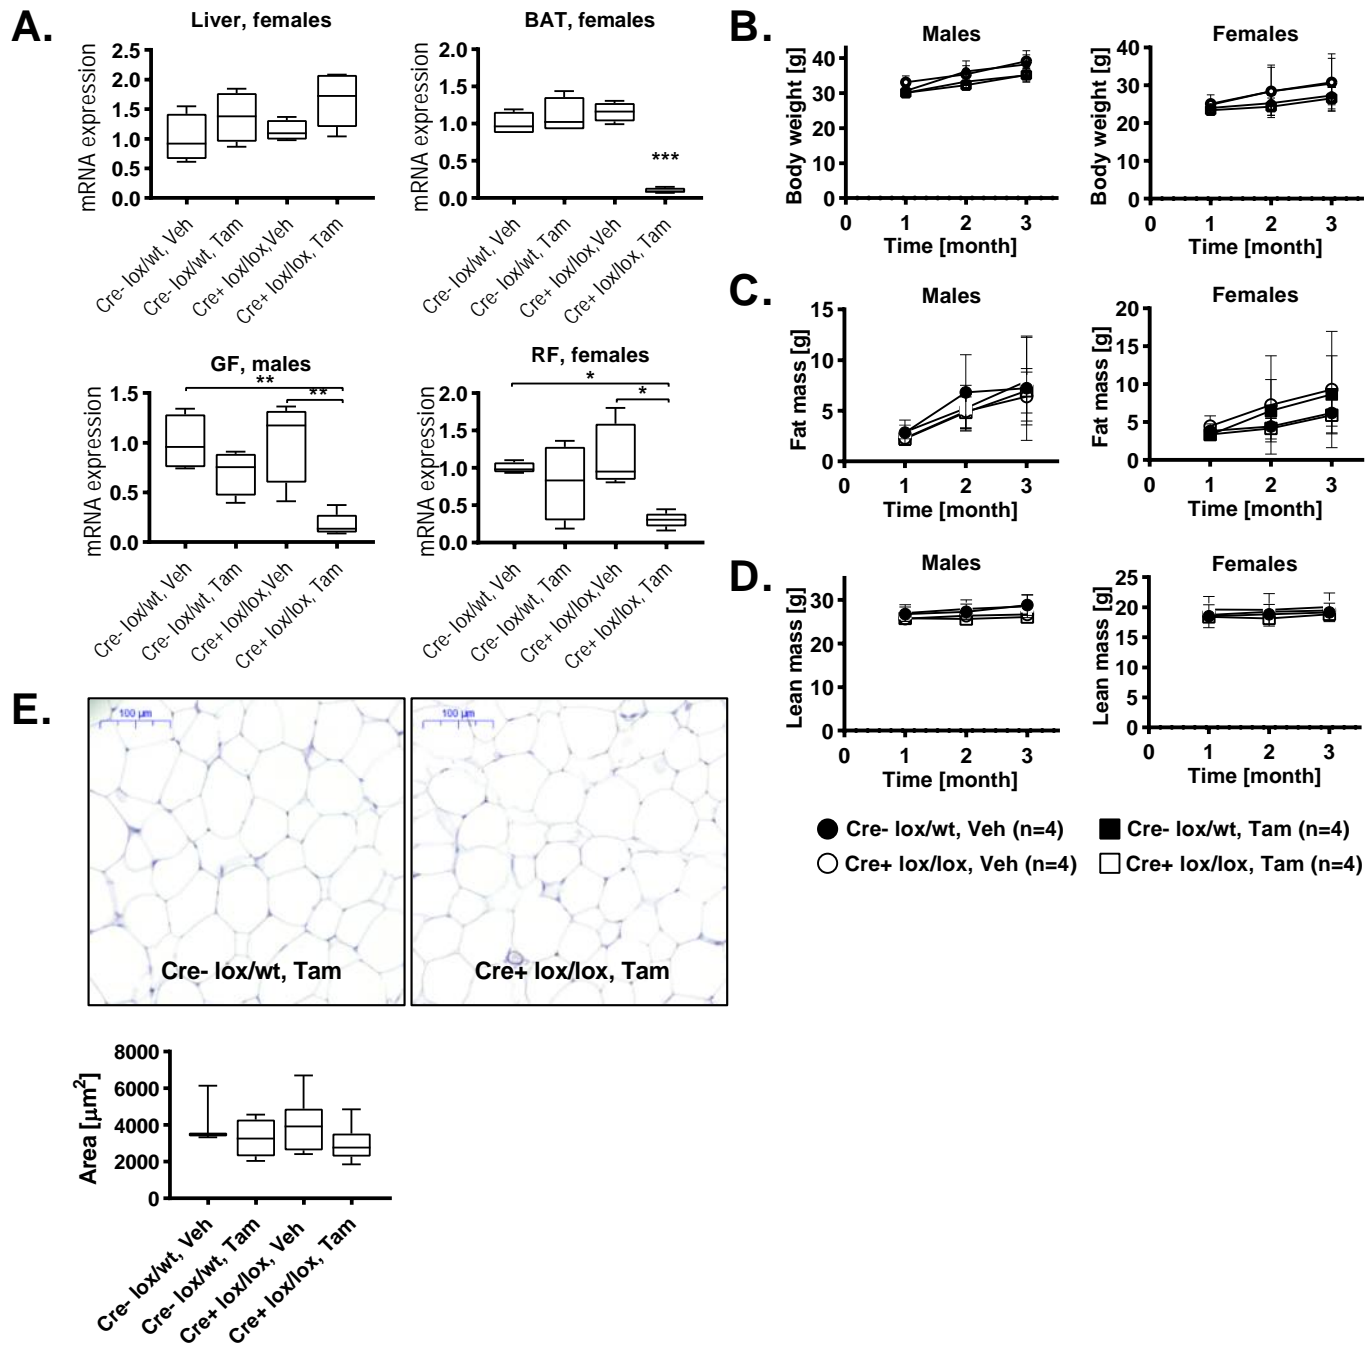 A.
Liver, females
mRNA expression
2.5
2.0
1.5
1.0
0.5
0.0
Cre- lox/wt, Veh
Cre- lox/wt, Tam
Cre+ lox/lox,Veh
Cre+ lox/lox, Tam
BAT, females
mRNA expression
2.0
1.5
1.0
0.5
0.0
***
Cre- lox/wt, Veh
Cre- lox/wt, Tam
Cre+ lox/lox,Veh
Cre+ lox/lox, Tam
GF, males
mRNA expression
1.5
1.0
0.5
0.0
**
**
Cre- lox/wt, Veh
Cre- lox/wt, Tam
Cre+ lox/lox,Veh
Cre+ lox/lox, Tam
RF, females
mRNA expression
2.0
1.5
1.0
0.5
0.0
*
*
Cre- lox/wt, Veh
Cre- lox/wt, Tam
Cre+ lox/lox,Veh
Cre+ lox/lox, Tam
B.
Males
Body weight [g]
40
30
20
10
0
0 1 2 3
Time [month]
Females
Body weight [g]
40
30
20
10
0
0 1 2 3
Time [month]
C.
Males
Fat mass [g]
15
10
5
0
0 1 2 3
Time [month]
Females
Fat mass [g]
20
15
10
5
0
0 1 2 3
Time [month]
D.
Males
Lean mass [g]
30
20
10
0
0 1 2 3
Time [month]
Females
Lean mass [g]
25
20
15
10
5
0
0 1 2 3
Time [month]
Cre- lox/wt, Veh (n=4)
Cre- lox/wt, Tam (n=4)
Cre+ lox/lox, Veh (n=4)
Cre+ lox/lox, Tam (n=4)
E.
100 µm
100 µm
Cre- lox/wt, Tam
Cre+ lox/lox, Tam
Area [µm²]
8000
6000
4000
2000
0
Cre- lox/wt, Veh
Cre- lox/wt, Tam
Cre+ lox/lox, Veh
Cre+ lox/lox, Tam